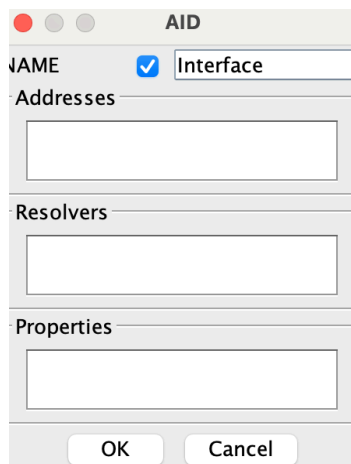 AID
NAME Interface
Addresses
Resolvers
Properties
OK Cancel